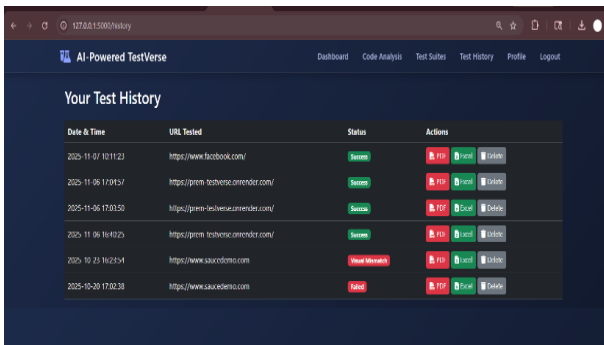 127.0.0.1:5000/history
AI-Powered TestVerse Dashboard Code Analysis Test Suites Test History Profile Logout
Your Test History
Date & Time URL Tested Status Actions
2025-11-07 10:11:23 https://www.facebook.com/ Success PDF Excel Delete
2025-11-06 17:04:57 https://prem-testverse.onrender.com/ Success PDF Excel Delete
2025-11-06 17:03:50 https://prem-testverse.onrender.com/ Success PDF Excel Delete
2025-11-06 16:40:25 https://prem-testverse.onrender.com/ Success PDF Excel Delete
2025-10-23 16:23:54 https://www.saucedemo.com Visual Mismatch PDF Excel Delete
2025-10-20 17:02:38 https://www.saucedemo.com Failed PDF Excel Delete